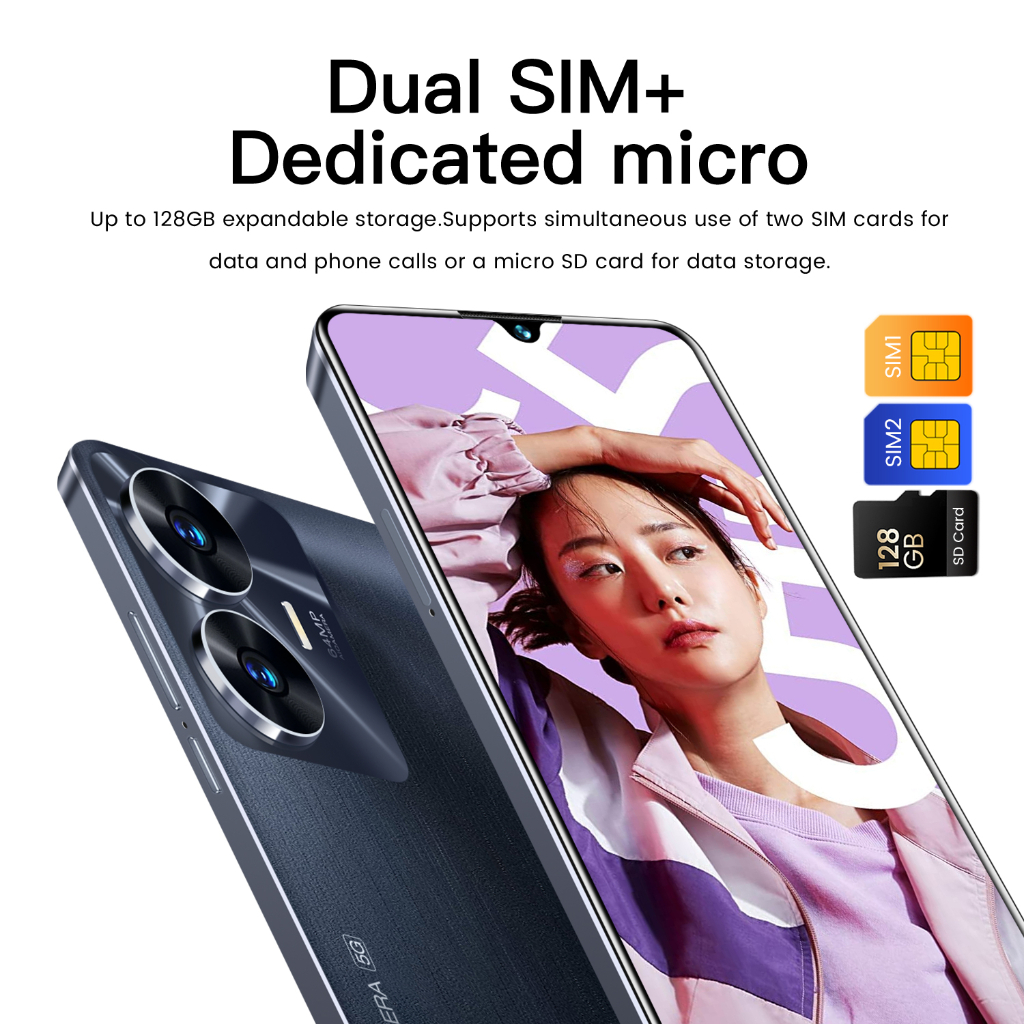 Dual SIM+
Dedicated micro
Up to 128GB expandable storage.Supports simultaneous use of two SIM cards for
data and phone calls or a micro SD card for data storage.
SIM1
SIM2
128
GB
SD Card
64MP
ERA 5G